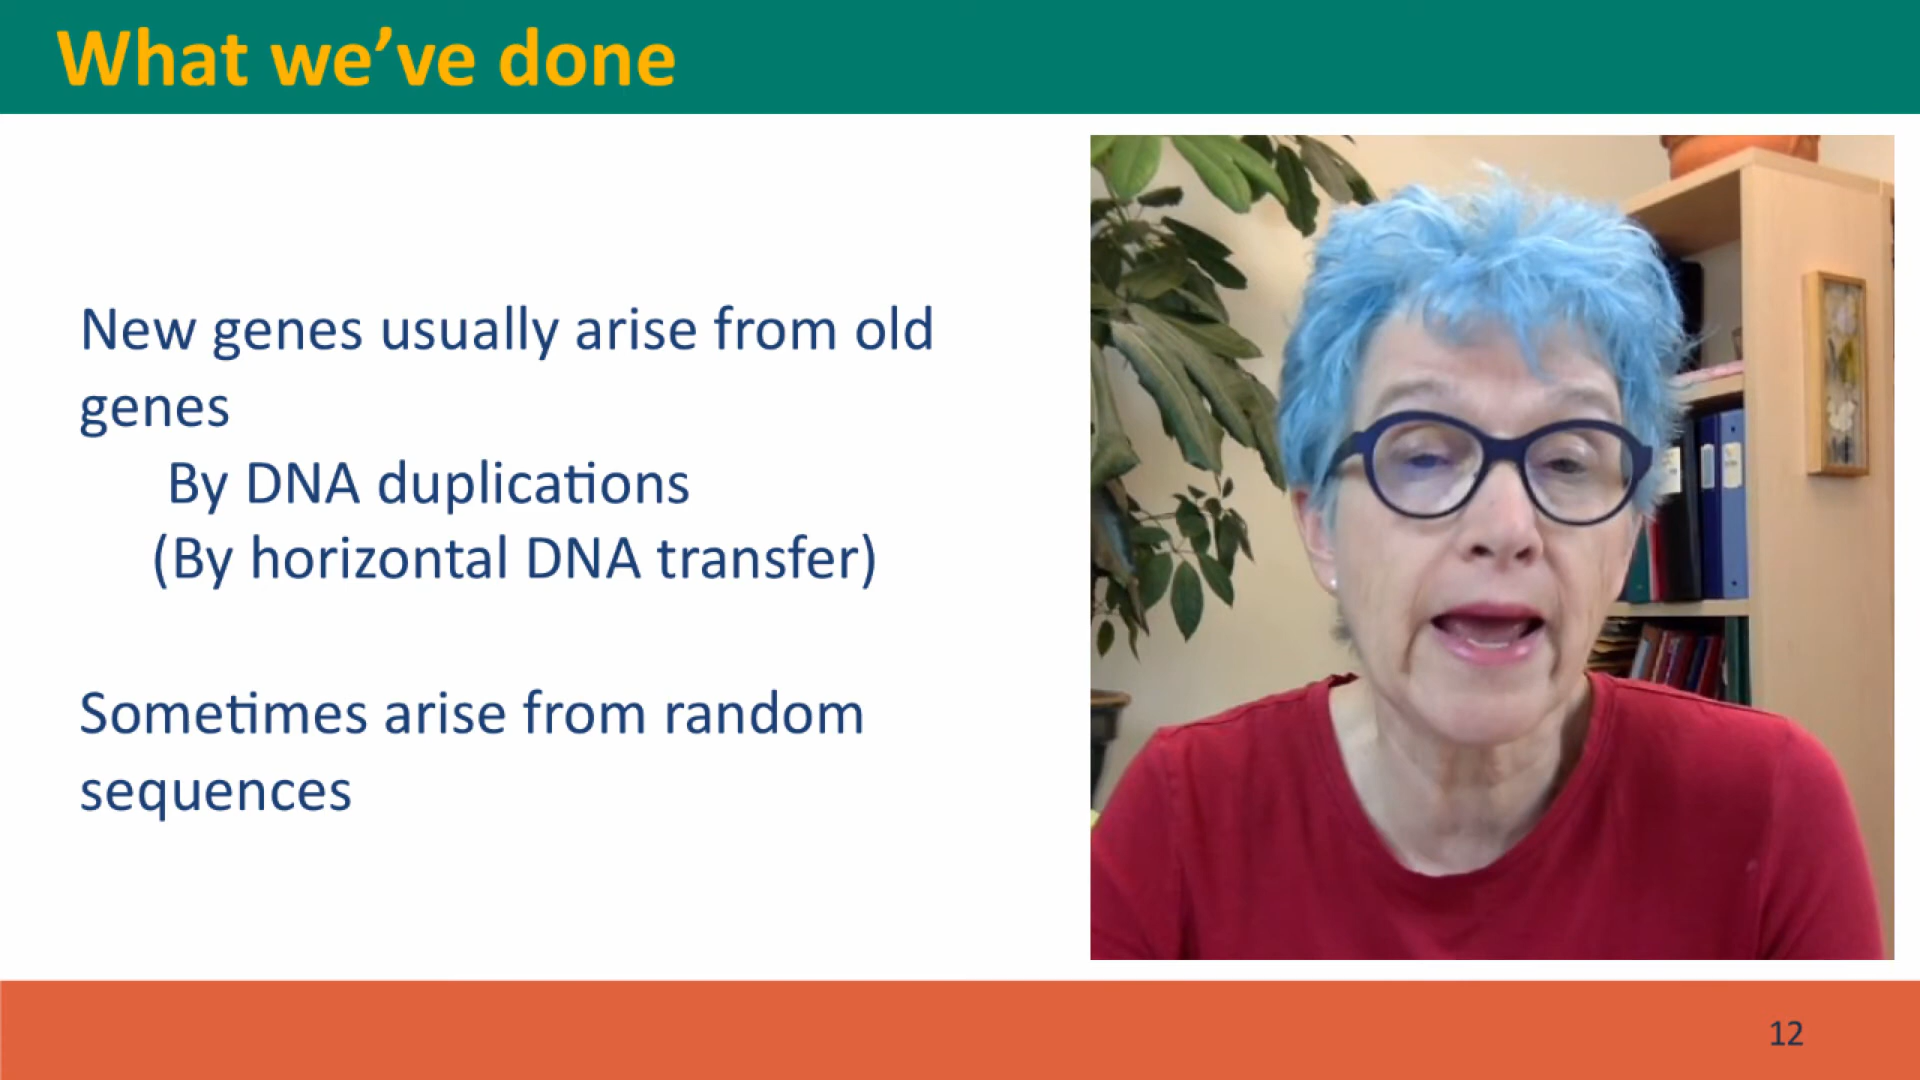 What we’ve done
New genes usually arise from old
genes
By DNA duplications
(By horizontal DNA transfer)
Sometimes arise from random
sequences
12